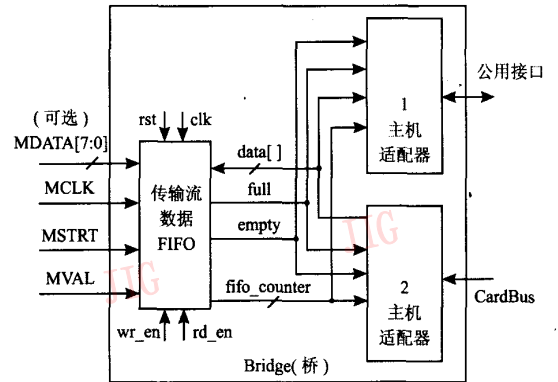 (可选)
MDATA[7:0]
MCLK
MSTRT
MVAL
rst
clk
传输流
数据
FIFO
wr_en
rd_en
data[ ]
full
empty
fifo_counter
1
主机
适配器
2
主机
适配器
公用接口
CardBus
Bridge(桥)
JIG
JIG